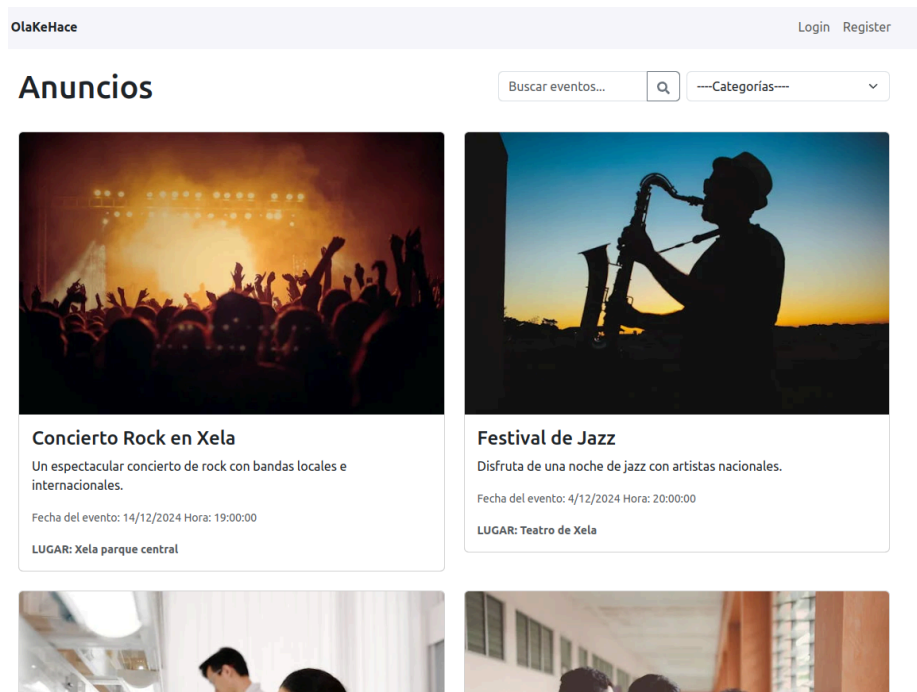 OlaKeHace
Login Register
Anuncios
Buscar eventos...
----Categorías----
Concierto Rock en Xela
Un espectacular concierto de rock con bandas locales e
internacionales.
Fecha del evento: 14/12/2024 Hora: 19:00:00
LUGAR: Xela parque central
Festival de Jazz
Disfruta de una noche de jazz con artistas nacionales.
Fecha del evento: 4/12/2024 Hora: 20:00:00
LUGAR: Teatro de Xela